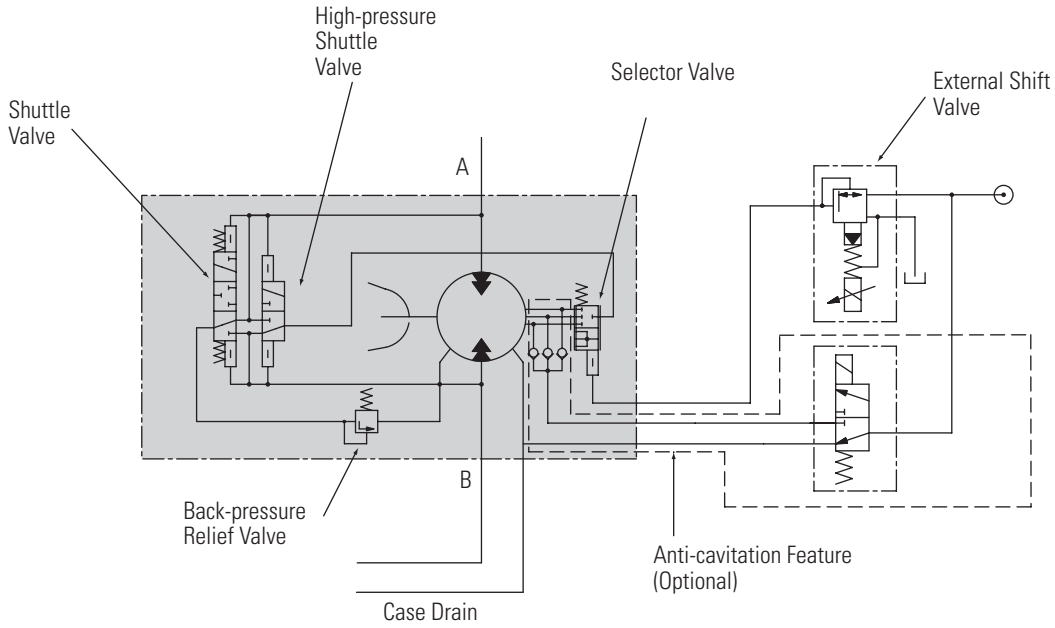 High-pressure
Shuttle
Valve
Selector Valve
External Shift
Valve
Shuttle
Valve
A
B
Back-pressure
Relief Valve
Anti-cavitation Feature
(Optional)
Case Drain